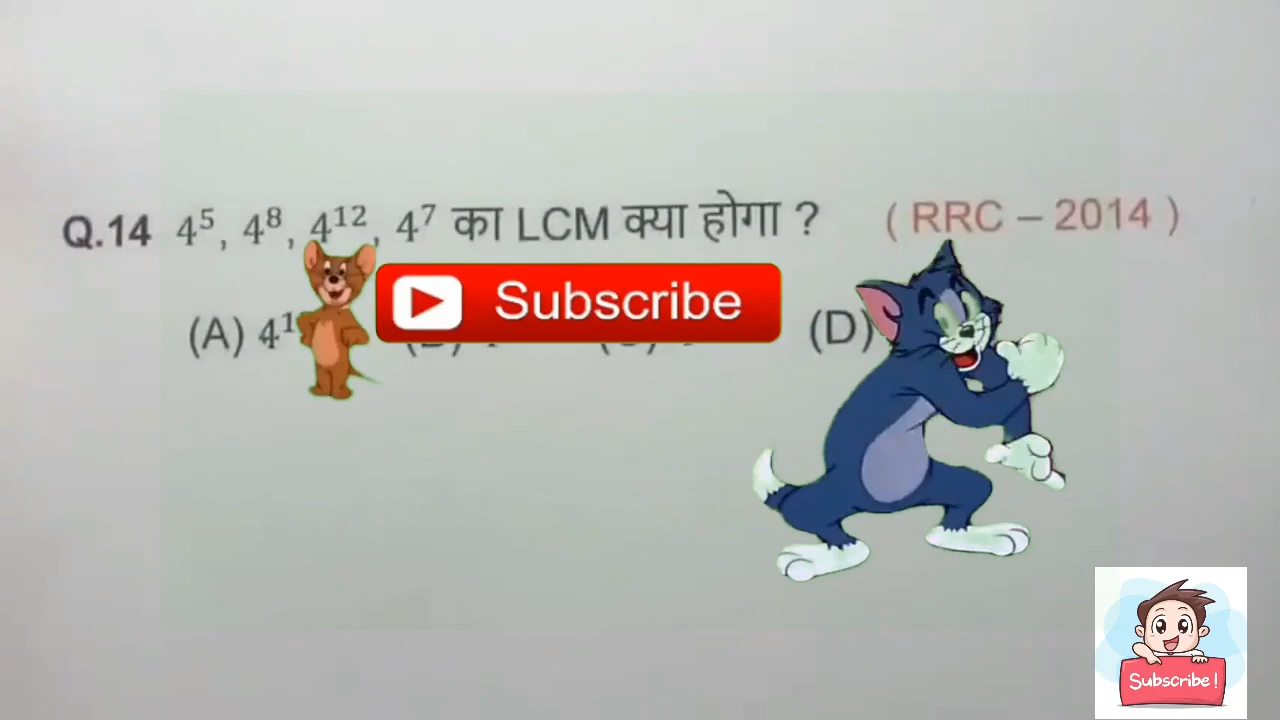 Q.14 4⁵, 4⁸, 4¹², 4⁷ का LCM क्या होगा ? ( RRC – 2014 )
Subscribe
(A) (D)
Subscribe!